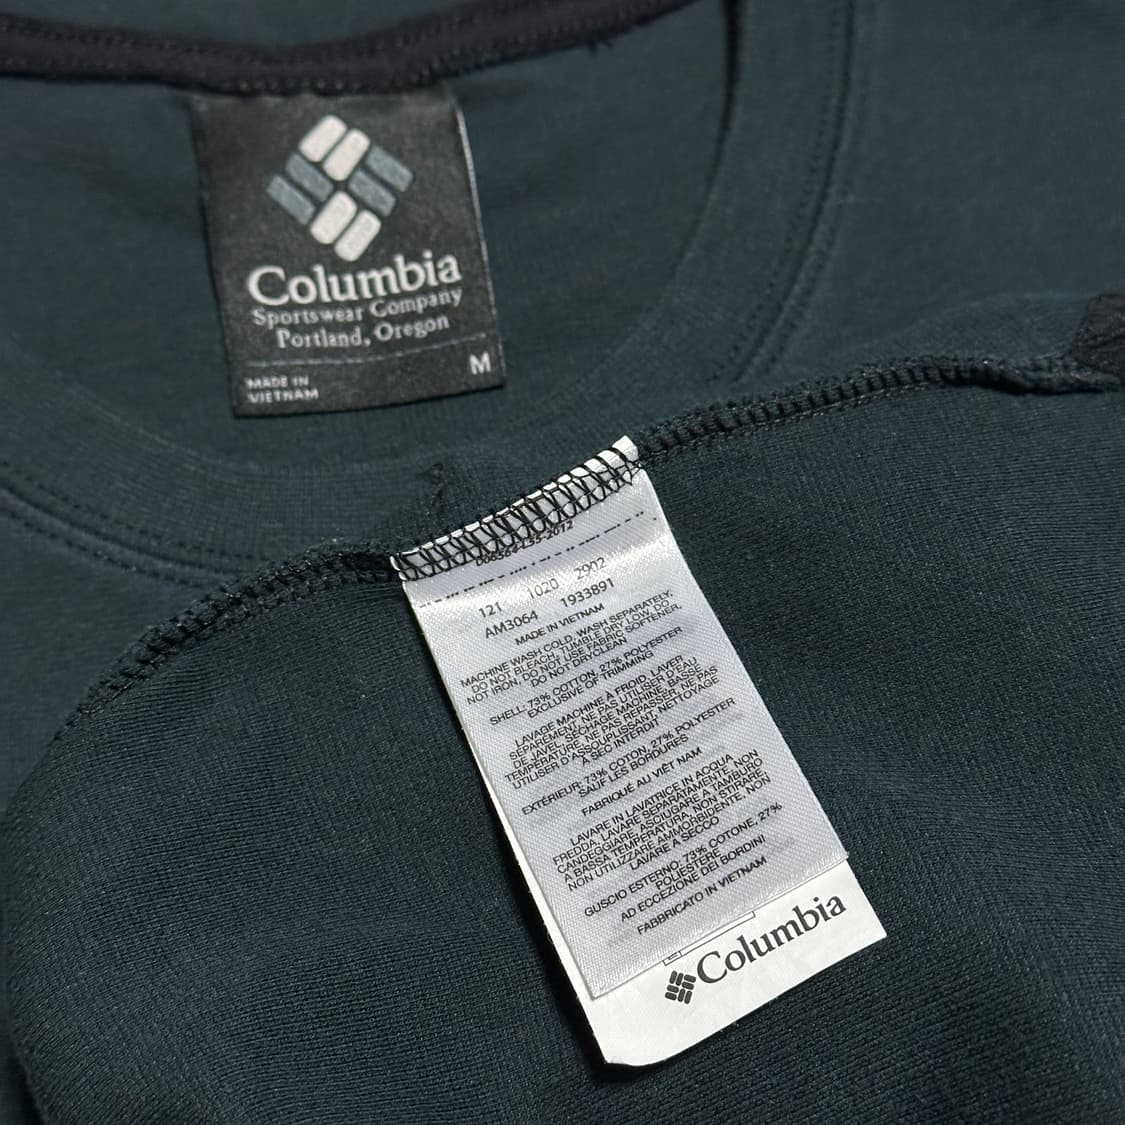 Columbia
Sportswear Company
Portland, Oregon
M
MADE IN
VIETNAM
121 1020 2902
AM3064 1933891
MADE IN VIETNAM
MACHINE WASH COLD, WASH SEPARATELY,
DO NOT BLEACH, TUMBLE DRY LOW, DO
NOT IRON, DO NOT USE FABRIC SOFTENER,
DO NOT DRYCLEAN
SHELL: 73% COTTON, 27% POLYESTER
EXCLUSIVE OF TRIMMING
LAVAGE MACHINE À FROID, LAVER
SÉPARÉMENT, NE PAS UTILISER D'EAU
DE JAVEL, SÉCHAGE MACHINE BASSE
TEMPÉRATURE, NE PAS REPASSER, NE PAS
UTILISER D'ASSOUPLISSANT, NETTOYAGE
À SEC INTERDIT
EXTÉRIEUR: 73% COTON, 27% POLYESTER
SAUF LES BORDURES
FABRIQUÉ AU VIÊT NAM
LAVARE IN LAVATRICE IN ACQUA
FREDDA, LAVARE SEPARATAMENTE, NON
CANDEGGIARE, ASCIUGARE A TAMBURO
A BASSA TEMPERATURA, NON STIRARE,
NON UTILIZZARE AMMORBIDENTE, NON
LAVARE A SECCO
GUSCIO ESTERNO: 73% COTONE, 27%
POLIESTERE
AD ECCEZIONE DEI BORDINI
FABBRICATO IN VIETNAM
Columbia